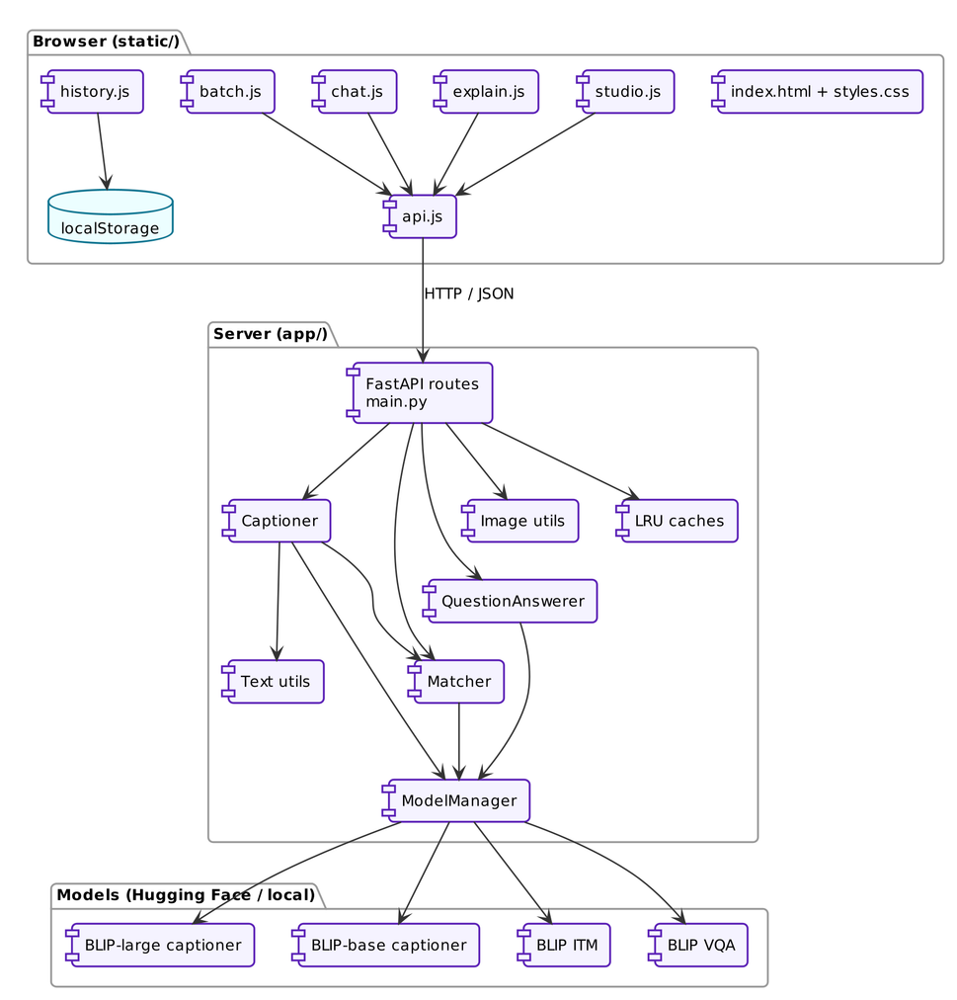 Browser (static/)
history.js
batch.js
chat.js
explain.js
studio.js
index.html + styles.css
localStorage
api.js
HTTP / JSON
Server (app/)
FastAPI routes
main.py
Captioner
Image utils
LRU caches
QuestionAnswerer
Text utils
Matcher
ModelManager
Models (Hugging Face / local)
BLIP-large captioner
BLIP-base captioner
BLIP ITM
BLIP VQA